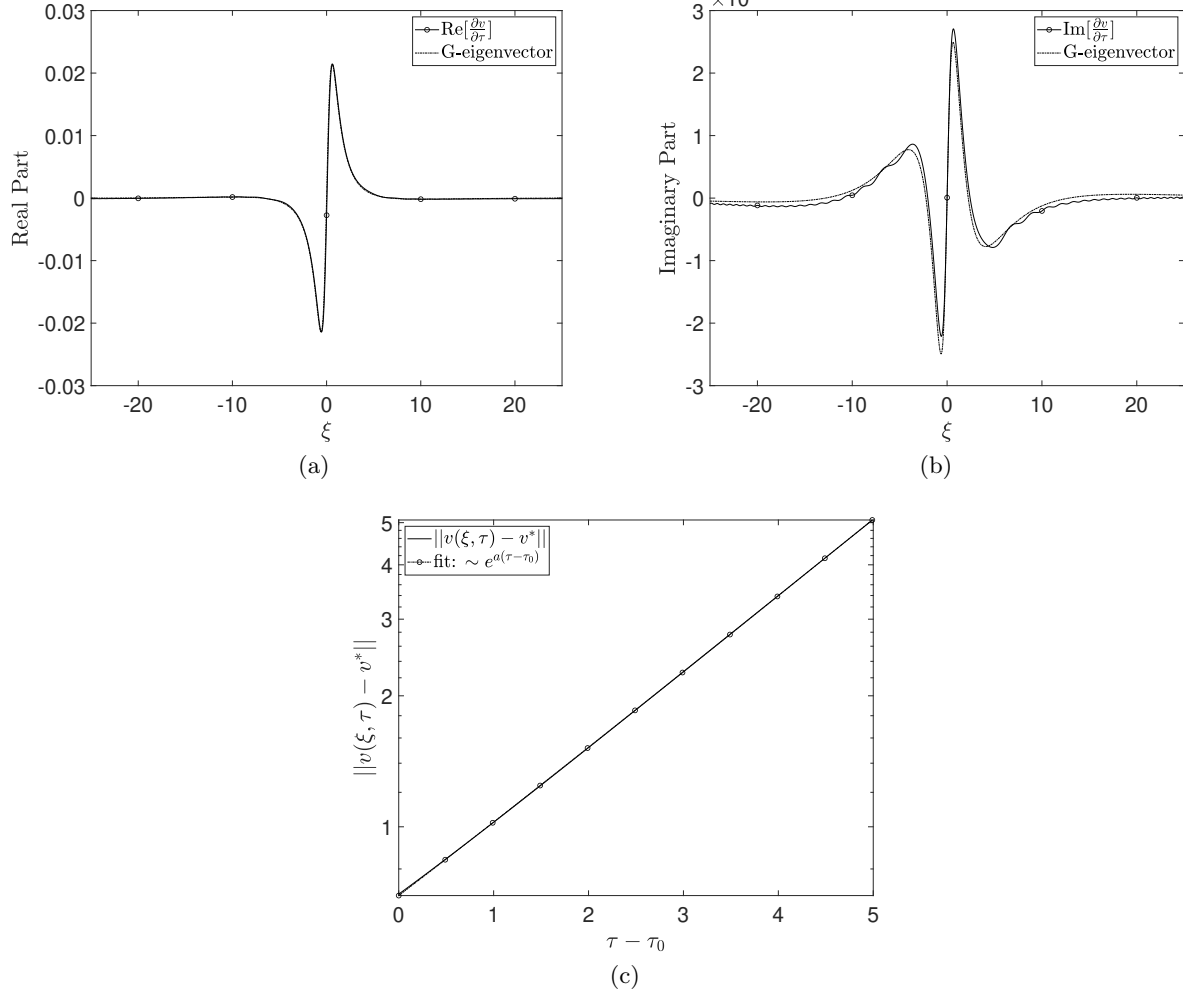 0.03
0.02
0.01
0
-0.01
-0.02
-0.03
Real Part
-20 -10 0 10 20
ξ
Re[∂v/∂τ]
G-eigenvector
(a)
3
2
1
0
-1
-2
-3
Imaginary Part
-20 -10 0 10 20
ξ
Im[∂v/∂τ]
G-eigenvector
(b)
||v(ξ, τ) − v*||
fit: ∼ e^{a(τ−τ₀)}
5
4
3
2
1
||v(ξ, τ) − v*||
0 1 2 3 4 5
τ − τ₀
(c)